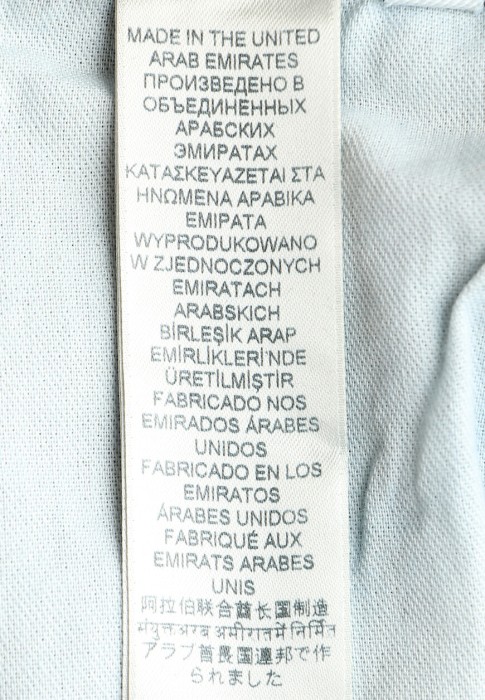 MADE IN THE UNITED
ARAB EMIRATES
ПРОИЗВЕДЕНО В
ОБЪЕДИНЕННЫХ
АРАБСКИХ
ЭМИРАТАХ
ΚΑΤΑΣΚΕΥΑΖΕΤΑΙ ΣΤΑ
ΗΝΩΜΕΝΑ ΑΡΑΒΙΚΑ
ΕΜΙΡΑΤΑ
WYPRODUKOWANO
W ZJEDNOCZONYCH
EMIRATACH
ARABSKICH
BİRLEŞİK ARAP
EMİRLİKLERİ'NDE
ÜRETİLMİŞTİR
FABRICADO NOS
EMIRADOS ÁRABES
UNIDOS
FABRICADO EN LOS
EMIRATOS
ÁRABES UNIDOS
FABRIQUÉ AUX
EMIRATS ARABES
UNIS
阿拉伯联合酋长国制造
संयुक्त अरब अमीरात में निर्मित
アラブ首長国連邦で作
られました